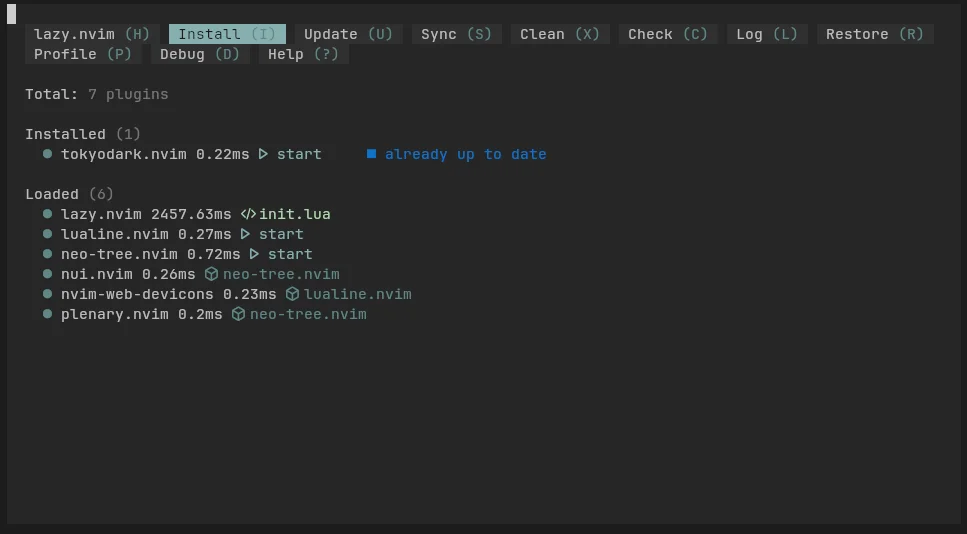 lazy.nvim (H) Install (I) Update (U) Sync (S) Clean (X) Check (C) Log (L) Restore (R)
Profile (P) Debug (D) Help (?)
Total: 7 plugins
Installed (1)
● tokyodark.nvim 0.22ms ▷ start ■ already up to date
Loaded (6)
● lazy.nvim 2457.63ms </> init.lua
● lualine.nvim 0.27ms ▷ start
● neo-tree.nvim 0.72ms ▷ start
● nui.nvim 0.26ms neo-tree.nvim
● nvim-web-devicons 0.23ms lualine.nvim
● plenary.nvim 0.2ms neo-tree.nvim